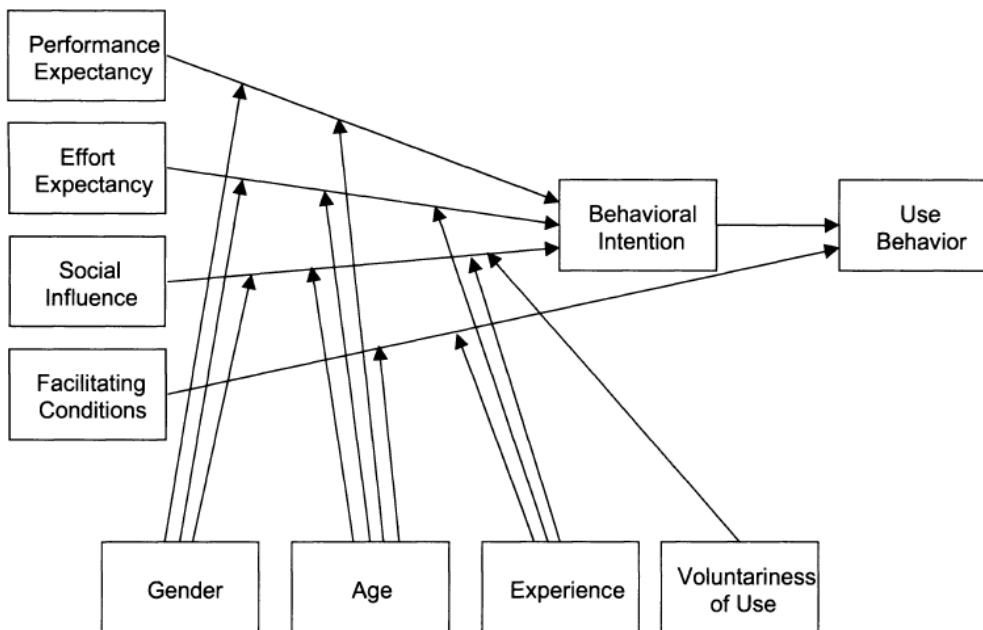 Performance
Expectancy
Effort
Expectancy
Social
Influence
Facilitating
Conditions
Behavioral
Intention
Use
Behavior
Gender
Age
Experience
Voluntariness
of Use